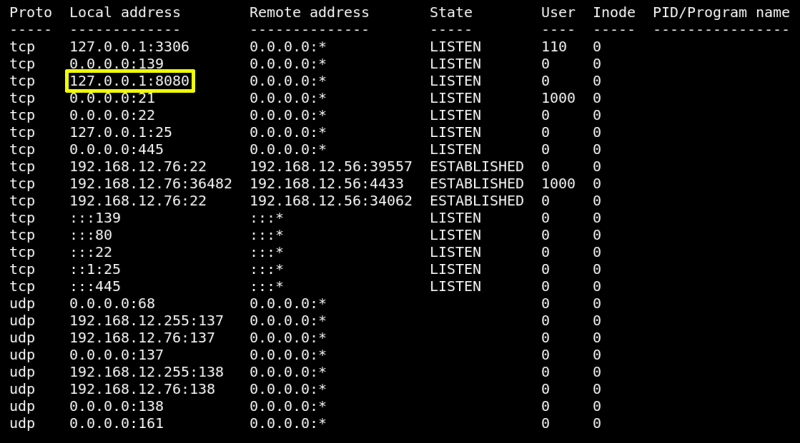 Proto  Local address        Remote address       State        User  Inode  PID/Program name
-----  -------------        --------------       -----        ----  -----  ----------------
tcp    127.0.0.1:3306       0.0.0.0:*            LISTEN       110   0
tcp    0.0.0.0:139          0.0.0.0:*            LISTEN       0     0
tcp    127.0.0.1:8080       0.0.0.0:*            LISTEN       0     0
tcp    0.0.0.0:21           0.0.0.0:*            LISTEN       1000  0
tcp    0.0.0.0:22           0.0.0.0:*            LISTEN       0     0
tcp    127.0.0.1:25         0.0.0.0:*            LISTEN       0     0
tcp    0.0.0.0:445          0.0.0.0:*            LISTEN       0     0
tcp    192.168.12.76:22     192.168.12.56:39557  ESTABLISHED  0     0
tcp    192.168.12.76:36482  192.168.12.56:4433   ESTABLISHED  1000  0
tcp    192.168.12.76:22     192.168.12.56:34062  ESTABLISHED  0     0
tcp    :::139               :::*                 LISTEN       0     0
tcp    :::80                :::*                 LISTEN       0     0
tcp    :::22                :::*                 LISTEN       0     0
tcp    ::1:25               :::*                 LISTEN       0     0
tcp    :::445               :::*                 LISTEN       0     0
udp    0.0.0.0:68           0.0.0.0:*                         0     0
udp    192.168.12.255:137   0.0.0.0:*                         0     0
udp    192.168.12.76:137    0.0.0.0:*                         0     0
udp    0.0.0.0:137          0.0.0.0:*                         0     0
udp    192.168.12.255:138   0.0.0.0:*                         0     0
udp    192.168.12.76:138    0.0.0.0:*                         0     0
udp    0.0.0.0:138          0.0.0.0:*                         0     0
udp    0.0.0.0:161          0.0.0.0:*                         0     0